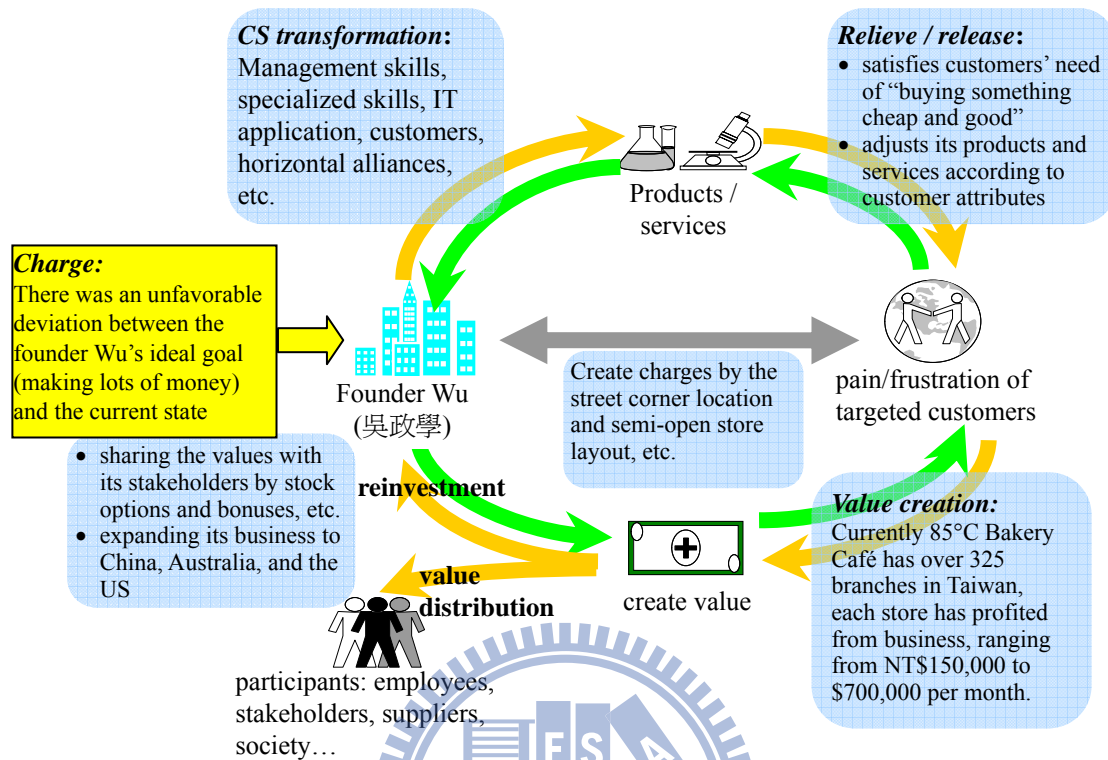 CS transformation:
Management skills,
specialized skills, IT
application, customers,
horizontal alliances,
etc.
Relieve / release:
• satisfies customers’ need
of “buying something
cheap and good”
• adjusts its products and
services according to
customer attributes
Products /
services
Charge:
There was an unfavorable
deviation between the
founder Wu’s ideal goal
(making lots of money)
and the current state
Founder Wu
(吳政學)
Create charges by the
street corner location
and semi-open store
layout, etc.
pain/frustration of
targeted customers
• sharing the values with
its stakeholders by stock
options and bonuses, etc.
• expanding its business to
China, Australia, and the
US
reinvestment
value
distribution
create value
Value creation:
Currently 85°C Bakery
Café has over 325
branches in Taiwan,
each store has profited
from business, ranging
from NT$150,000 to
$700,000 per month.
participants: employees,
stakeholders, suppliers,
society…
E S A